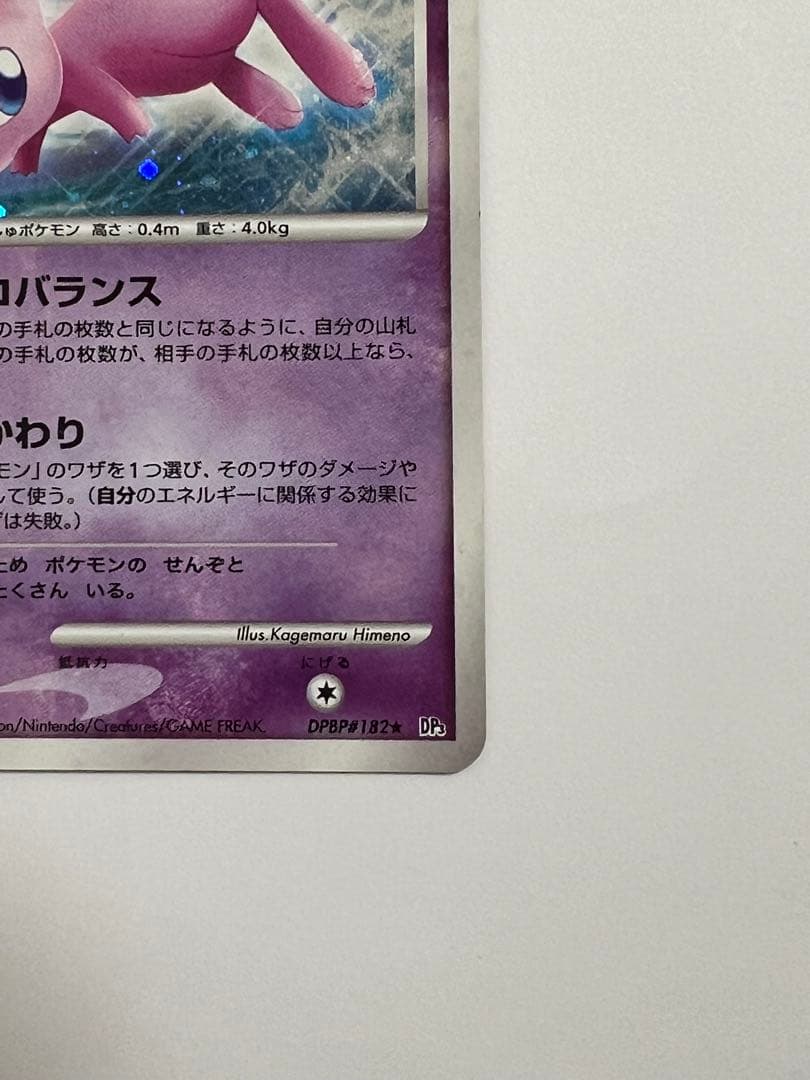 しゅポケモン 高さ：0.4m 重さ：4.0kg
ロバランス
の手札の枚数と同じになるように、自分の山札
の手札の枚数が、相手の手札の枚数以上なら、
かわり
モン」のワザを1つ選び、そのワザのダメージや
して使う。（自分のエネルギーに関係する効果に
ずは失敗。）
ため ポケモンの せんぞと
たくさん いる。
Illus.Kagemaru Himeno
抵抗力 にげる
on/Nintendo/Creatures/GAME FREAK. DPBP#182★ DP3